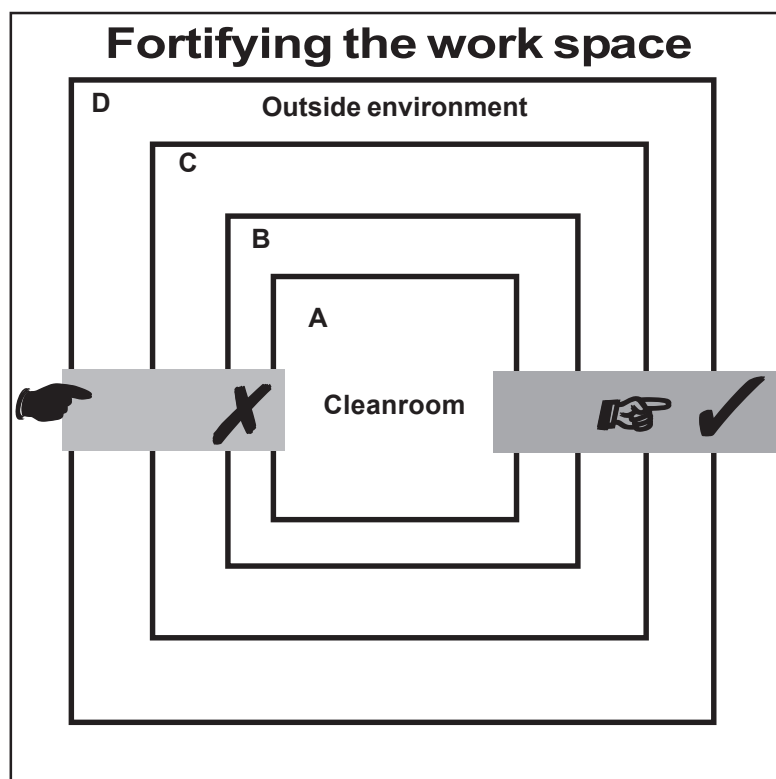 Fortifying the work space
D
Outside environment
C
B
A
Cleanroom